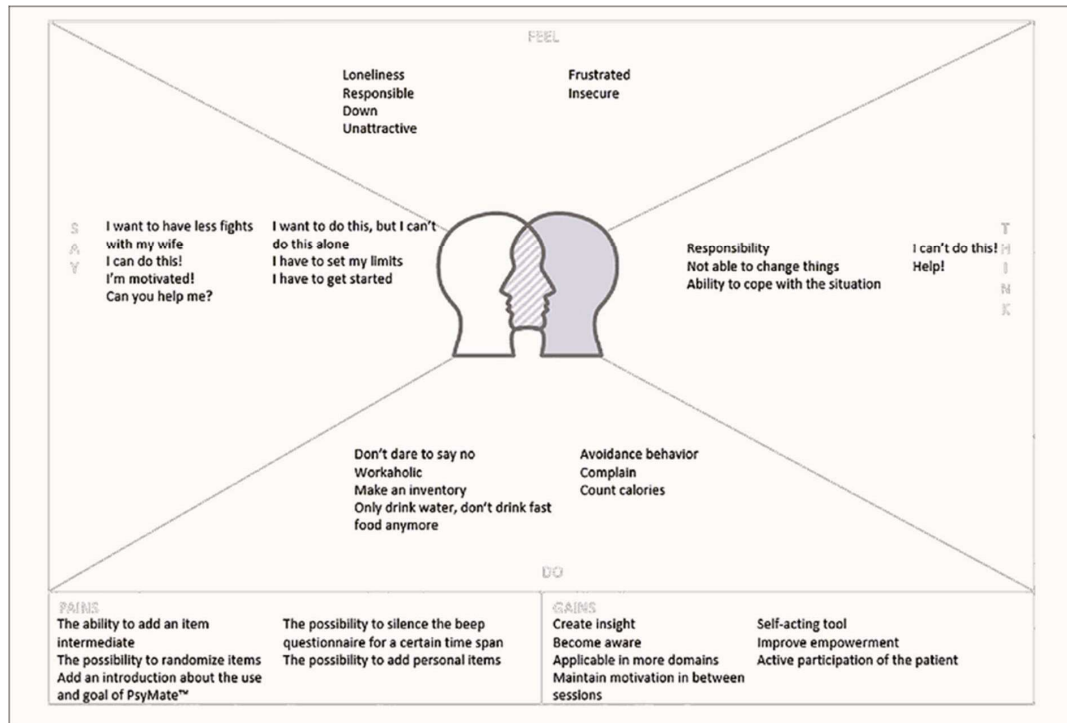 FEEL
Loneliness
Responsible
Down
Unattractive
Frustrated
Insecure
SAY
I want to have less fights
with my wife
I can do this!
I'm motivated!
Can you help me?
I want to do this, but I can't
do this alone
I have to set my limits
I have to get started
Responsibility
Not able to change things
Ability to cope with the situation
I can't do this!
Help!
THINK
Don't dare to say no
Workaholic
Make an inventory
Only drink water, don't drink fast
food anymore
Avoidance behavior
Complain
Count calories
DO
PAINS
The ability to add an item
intermediate
The possibility to randomize items
Add an introduction about the use
and goal of PsyMate™
The possibility to silence the beep
questionnaire for a certain time span
The possibility to add personal items
GAINS
Create insight
Become aware
Applicable in more domains
Maintain motivation in between
sessions
Self-acting tool
Improve empowerment
Active participation of the patient